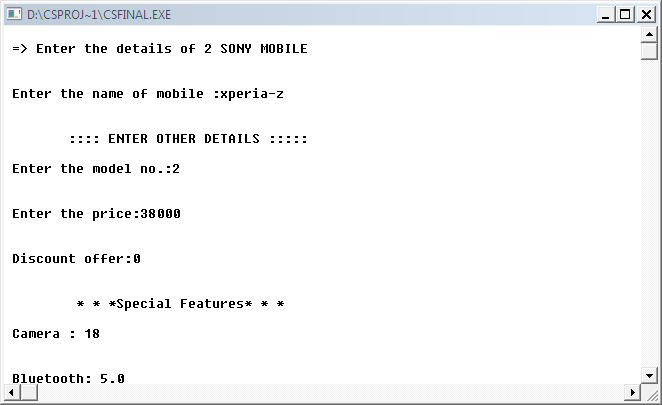 D:\CSPROJ~1\CSFINAL.EXE
=> Enter the details of 2 SONY MOBILE
Enter the name of mobile :xperia-z
:::: ENTER OTHER DETAILS :::::
Enter the model no.:2
Enter the price:38000
Discount offer:0
* * *Special Features* * *
Camera : 18
Bluetooth: 5.0